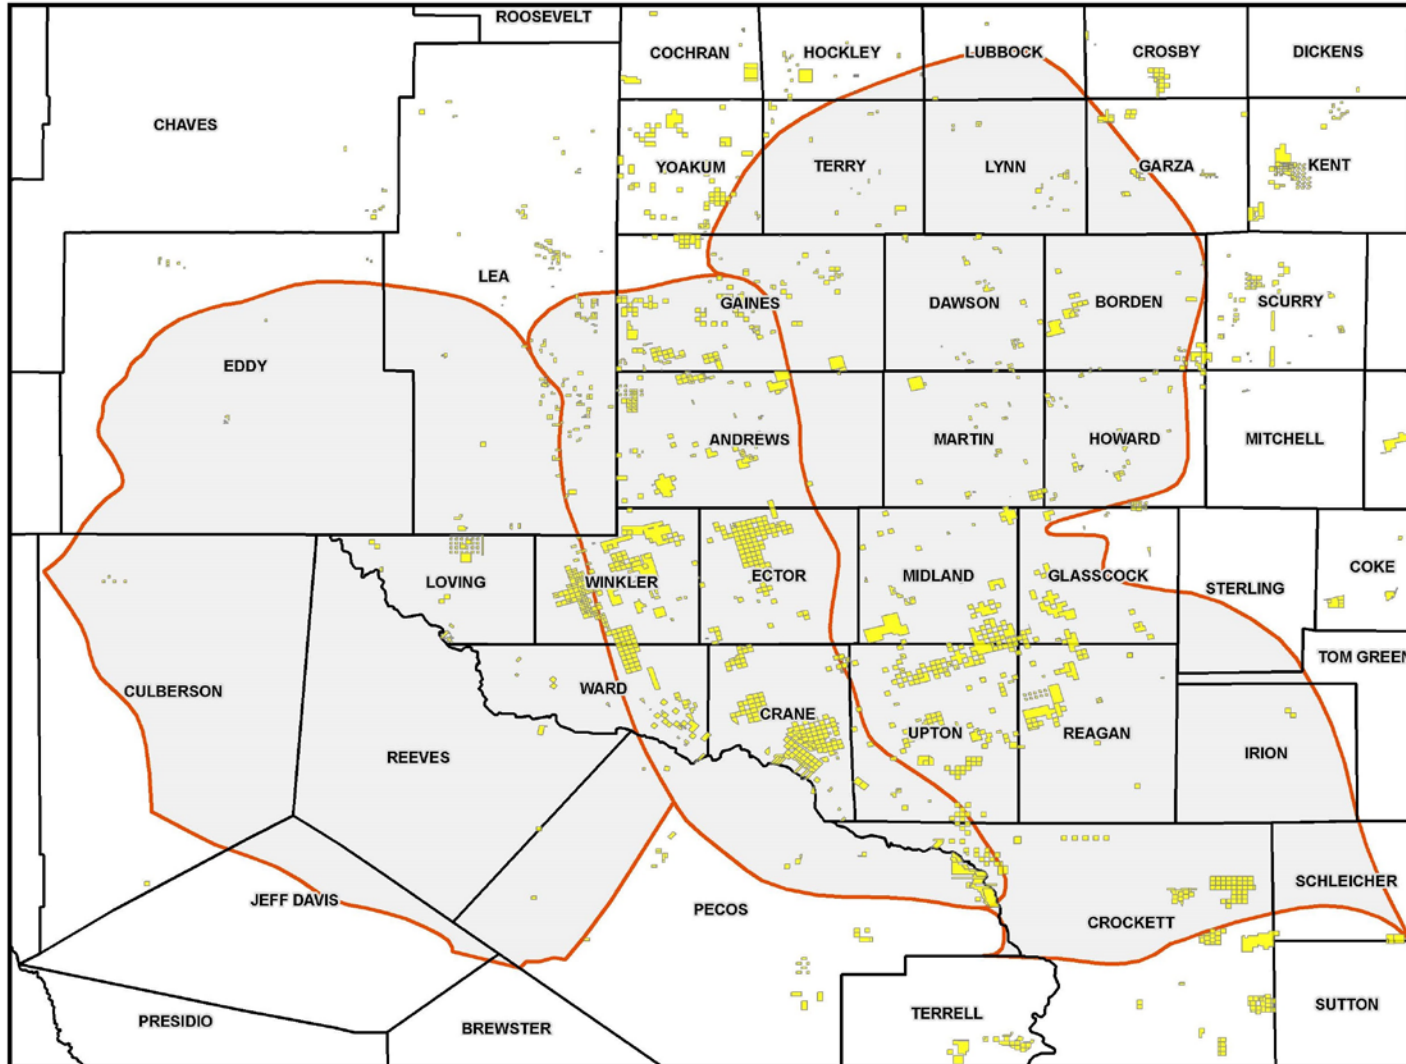 ROOSEVELT
COCHRAN
HOCKLEY
LUBBOCK
CROSBY
DICKENS
CHAVES
YOAKUM
TERRY
LYNN
GARZA
KENT
LEA
GAINES
DAWSON
BORDEN
SCURRY
EDDY
ANDREWS
MARTIN
HOWARD
MITCHELL
LOVING
WINKLER
ECTOR
MIDLAND
GLASSCOCK
STERLING
COKE
TOM GREEN
CULBERSON
WARD
CRANE
REEVES
UPTON
REAGAN
IRION
JEFF DAVIS
PECOS
CROCKETT
SCHLEICHER
PRESIDIO
BREWSTER
TERRELL
SUTTON